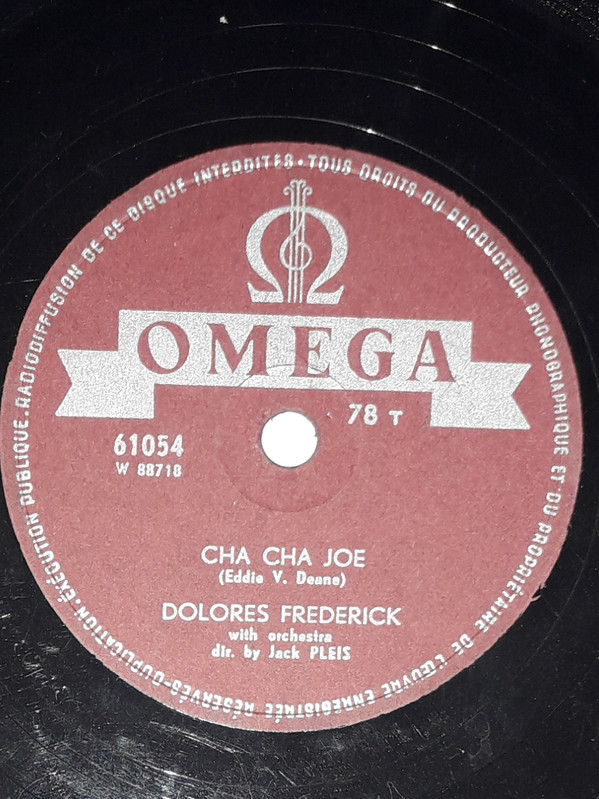 TOUS DROITS DU PRODUCTEUR PHONOGRAPHIQUE ET DU PROPRIÉTAIRE DE L'ŒUVRE ENREGISTRÉE RÉSERVÉS-DUPLICATION.EXÉCUTION PUBLIQUE.RADIODIFFUSION DE CE DISQUE INTERDITES•
OMEGA
78 T
61054
W 88718
CHA CHA JOE
(Eddie V. Deane)
DOLORES FREDERICK
with orchestra
dir. by Jack PLEIS